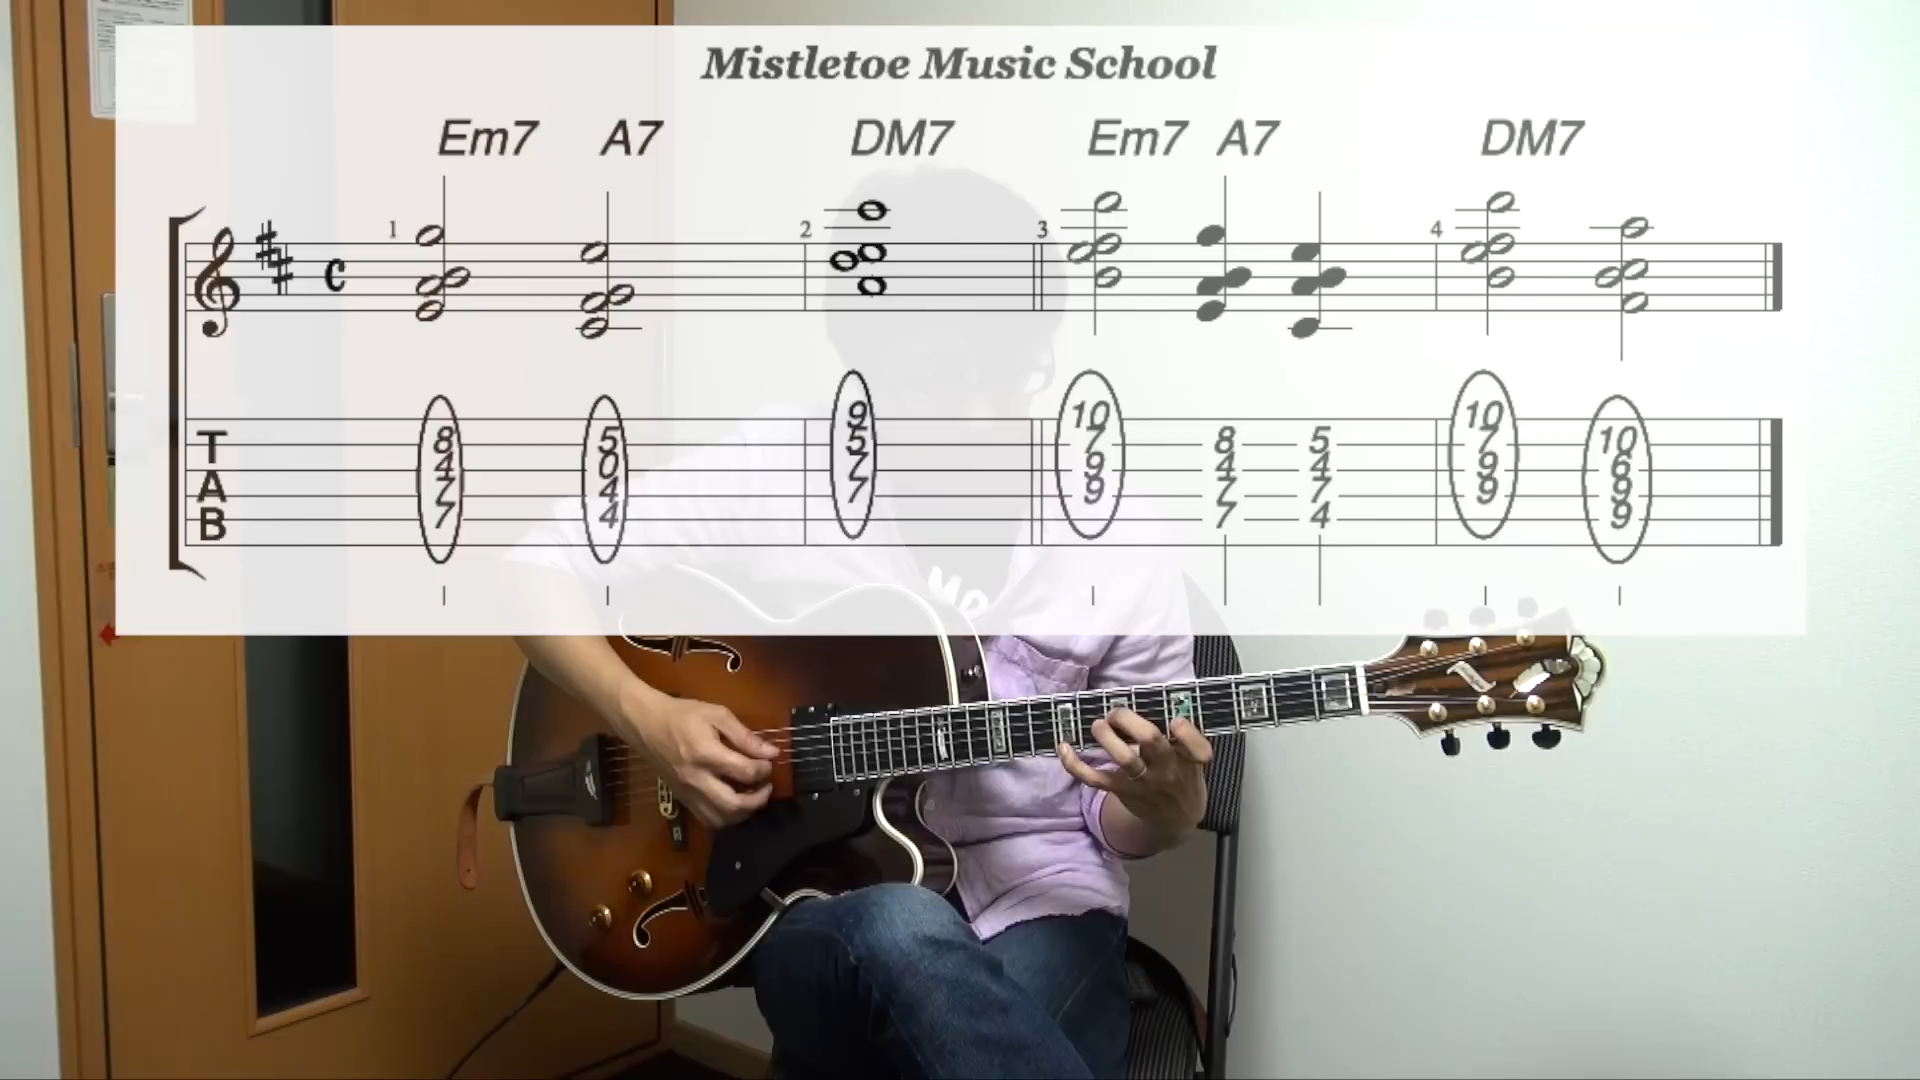 Mistletoe Music School
Em7 A7 DM7 Em7 A7 DM7
1 2 3 4
C
T
A
B
8 5 9 10 8 5 10 10
4 0 5 7 4 4 7 6
7 4 7 9 7 7 9 9
7 4 7 9 7 4 9 9